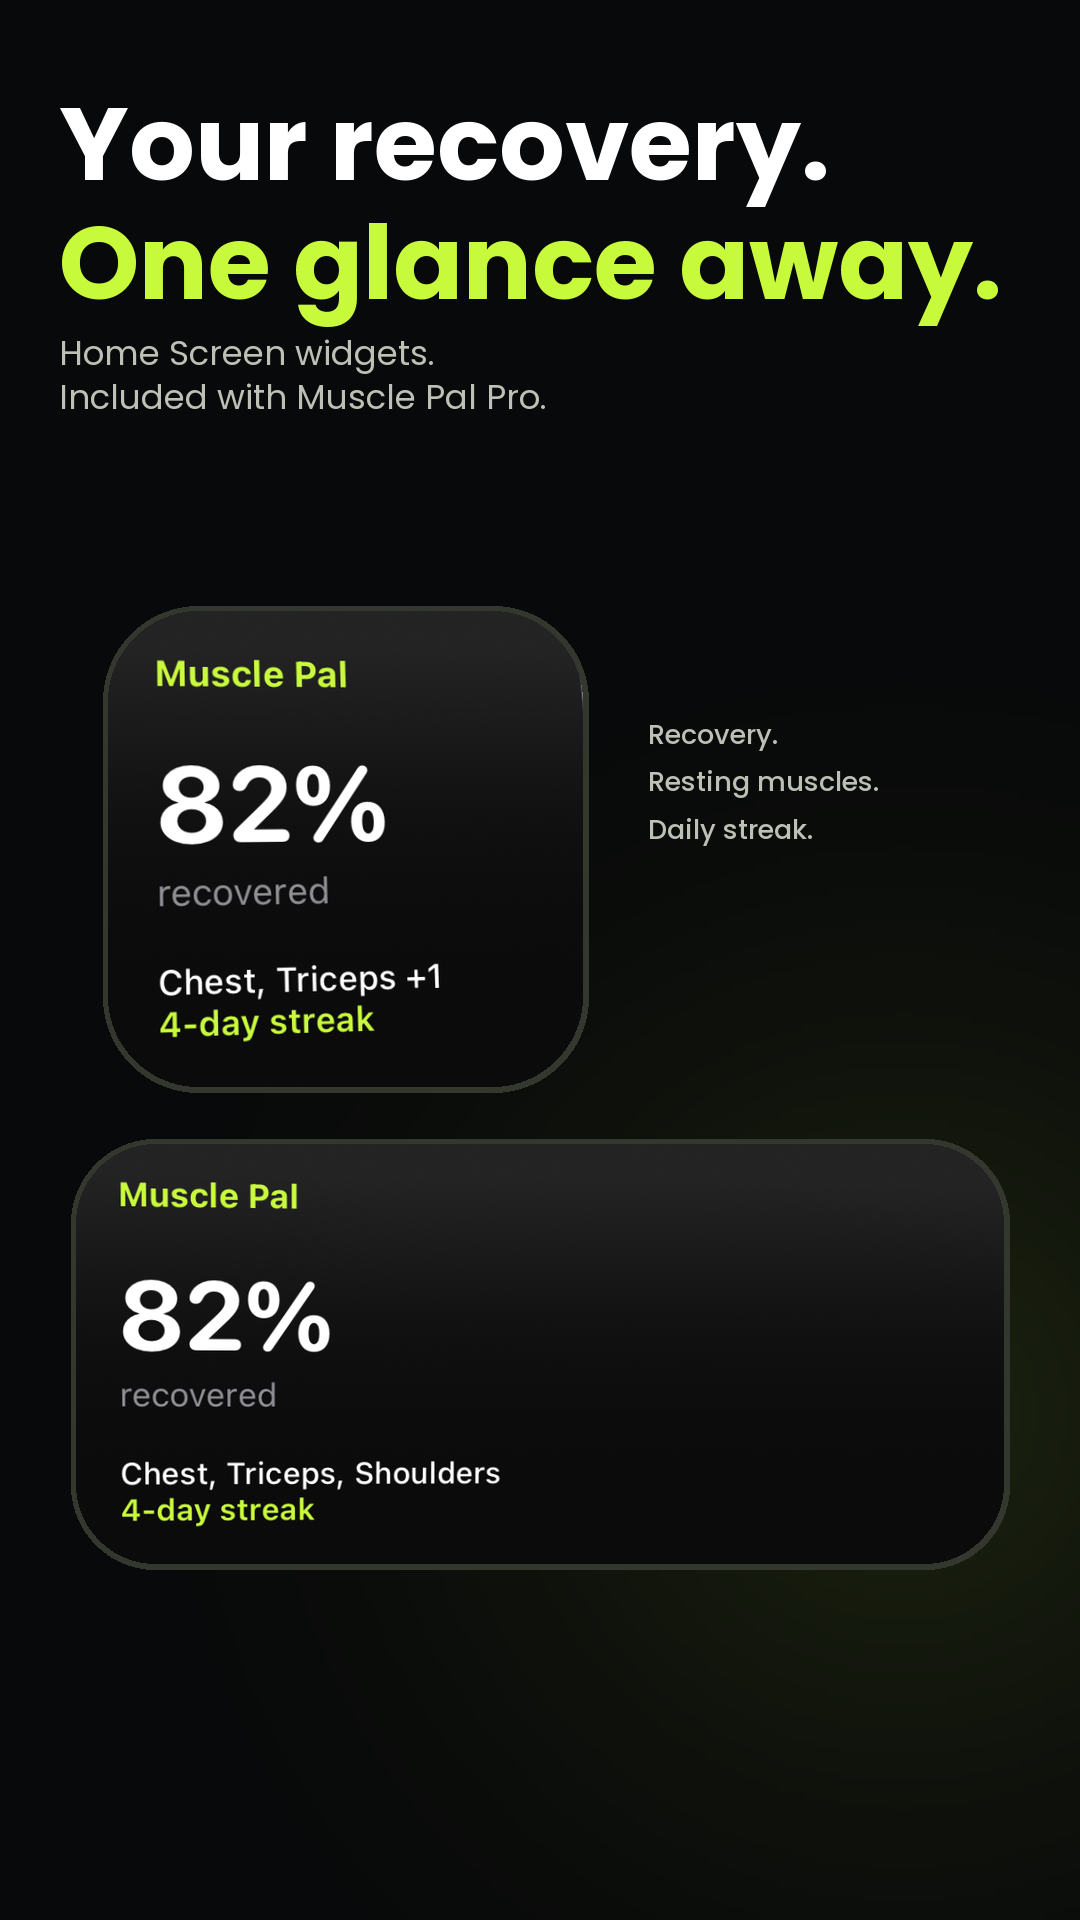 Your recovery.
One glance away.
Home Screen widgets.
Included with Muscle Pal Pro.
Muscle Pal
82%
recovered
Chest, Triceps +1
4-day streak
Recovery.
Resting muscles.
Daily streak.
Muscle Pal
82%
recovered
Chest, Triceps, Shoulders
4-day streak